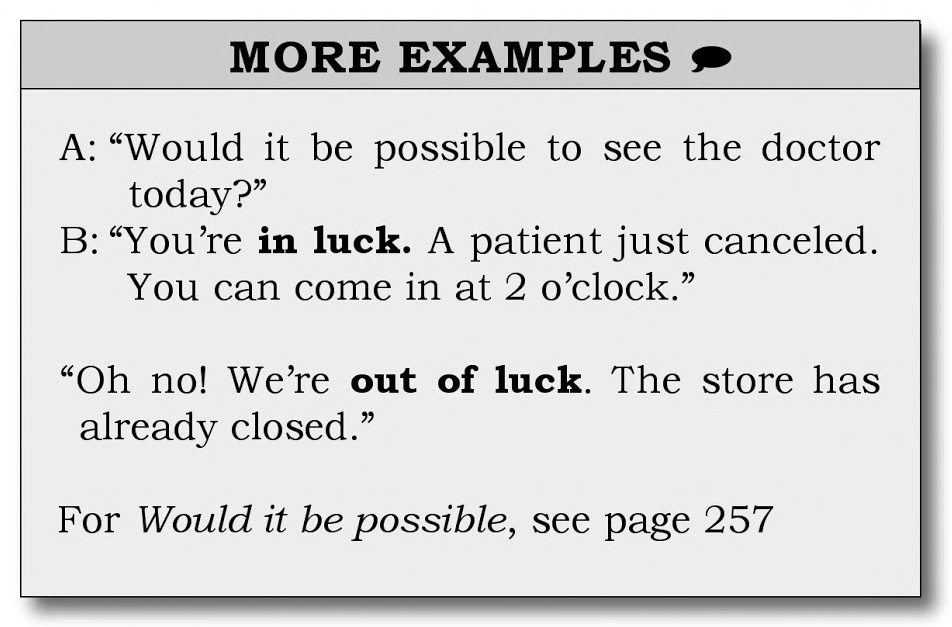 MORE EXAMPLES
A: “Would it be possible to see the doctor
today?”
B: “You’re in luck. A patient just canceled.
You can come in at 2 o’clock.”
“Oh no! We’re out of luck. The store has
already closed.”
For Would it be possible, see page 257